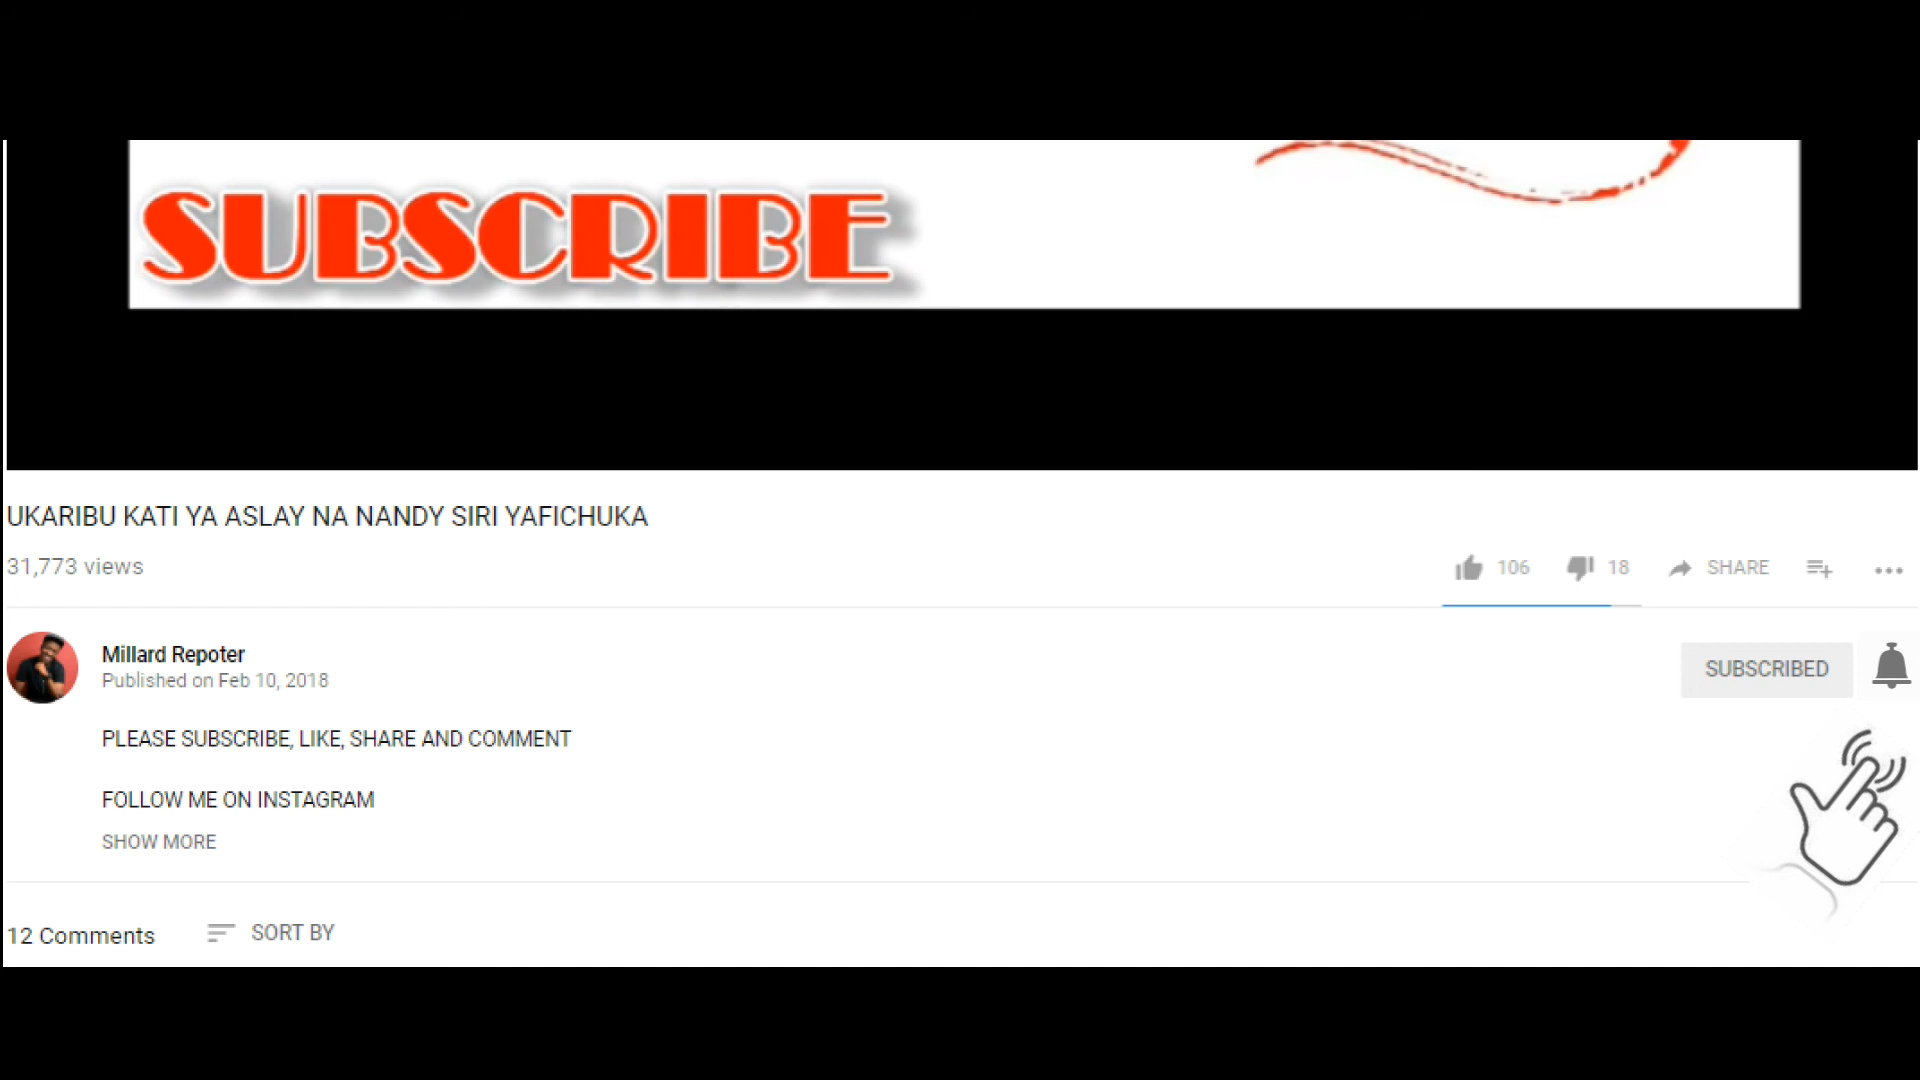 SUBSCRIBE
UKARIBU KATI YA ASLAY NA NANDY SIRI YAFICHUKA
31,773 views
106 18 SHARE
Millard Repoter
Published on Feb 10, 2018
SUBSCRIBED
PLEASE SUBSCRIBE, LIKE, SHARE AND COMMENT
FOLLOW ME ON INSTAGRAM
SHOW MORE
12 Comments SORT BY